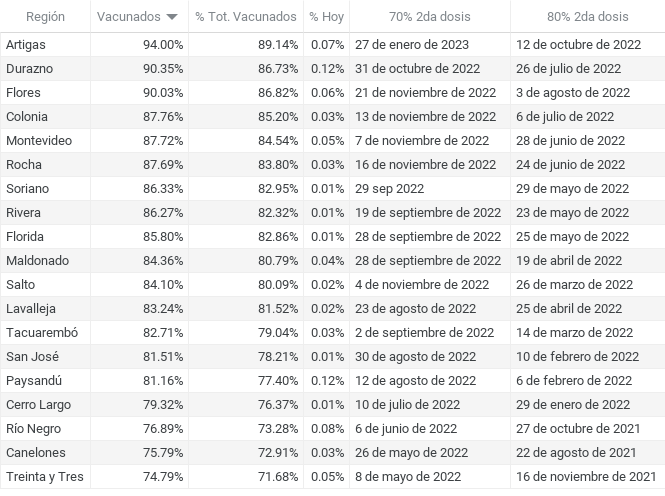 Región Vacunados % Tot. Vacunados % Hoy 70% 2da dosis 80% 2da dosis
Artigas 94.00% 89.14% 0.07% 27 de enero de 2023 12 de octubre de 2022
Durazno 90.35% 86.73% 0.12% 31 de octubre de 2022 26 de julio de 2022
Flores 90.03% 86.82% 0.06% 21 de noviembre de 2022 3 de agosto de 2022
Colonia 87.76% 85.20% 0.03% 13 de noviembre de 2022 6 de julio de 2022
Montevideo 87.72% 84.54% 0.05% 7 de noviembre de 2022 28 de junio de 2022
Rocha 87.69% 83.80% 0.03% 16 de noviembre de 2022 24 de junio de 2022
Soriano 86.33% 82.95% 0.01% 29 sep 2022 29 de mayo de 2022
Rivera 86.27% 82.32% 0.01% 19 de septiembre de 2022 23 de mayo de 2022
Florida 85.80% 82.86% 0.01% 28 de septiembre de 2022 25 de mayo de 2022
Maldonado 84.36% 80.79% 0.04% 28 de septiembre de 2022 19 de abril de 2022
Salto 84.10% 80.09% 0.02% 4 de noviembre de 2022 26 de marzo de 2022
Lavalleja 83.24% 81.52% 0.02% 23 de agosto de 2022 25 de abril de 2022
Tacuarembó 82.71% 79.04% 0.03% 2 de septiembre de 2022 14 de marzo de 2022
San José 81.51% 78.21% 0.01% 30 de agosto de 2022 10 de febrero de 2022
Paysandú 81.16% 77.40% 0.12% 12 de agosto de 2022 6 de febrero de 2022
Cerro Largo 79.32% 76.37% 0.01% 10 de julio de 2022 29 de enero de 2022
Río Negro 76.89% 73.28% 0.08% 6 de junio de 2022 27 de octubre de 2021
Canelones 75.79% 72.91% 0.03% 26 de mayo de 2022 22 de agosto de 2021
Treinta y Tres 74.79% 71.68% 0.05% 8 de mayo de 2022 16 de noviembre de 2021